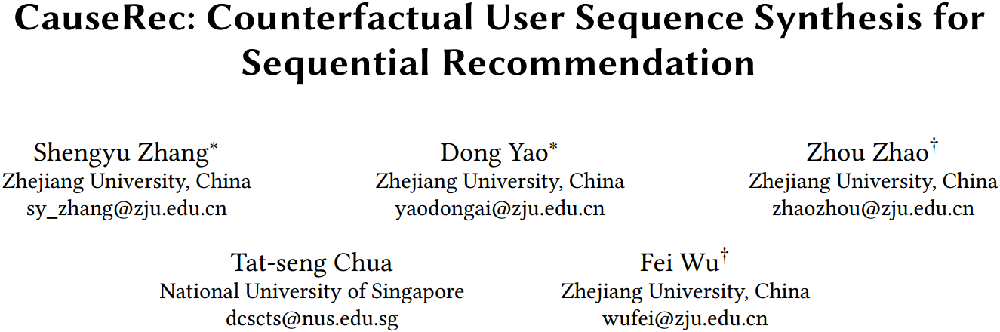 CauseRec: Counterfactual User Sequence Synthesis for
Sequential Recommendation
Shengyu Zhang*
Zhejiang University, China
sy_zhang@zju.edu.cn
Dong Yao*
Zhejiang University, China
yaodongai@zju.edu.cn
Zhou Zhao†
Zhejiang University, China
zhaozhou@zju.edu.cn
Tat-seng Chua
National University of Singapore
dcscts@nus.edu.sg
Fei Wu†
Zhejiang University, China
wufei@zju.edu.cn